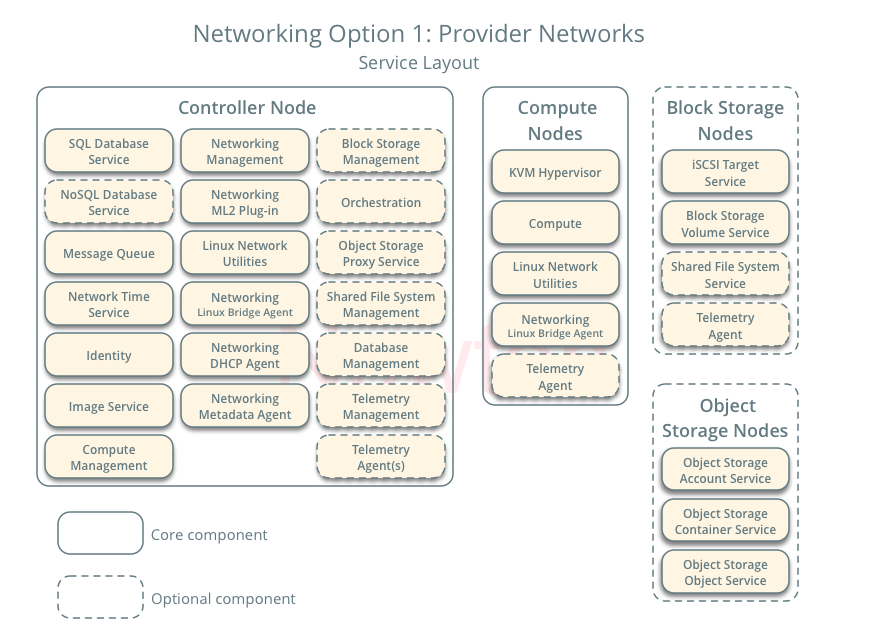 Networking Option 1: Provider Networks
Service Layout
Controller Node
SQL Database
Service
Networking
Management
Block Storage
Management
NoSQL Database
Service
Networking
ML2 Plug-in
Orchestration
Message Queue
Linux Network
Utilities
Object Storage
Proxy Service
Network Time
Service
Networking
Linux Bridge Agent
Shared File System
Management
Identity
Networking
DHCP Agent
Database
Management
Image Service
Networking
Metadata Agent
Telemetry
Management
Compute
Management
Telemetry
Agent(s)
Compute
Nodes
KVM Hypervisor
Compute
Linux Network
Utilities
Networking
Linux Bridge Agent
Telemetry
Agent
Block Storage
Nodes
iSCSI Target
Service
Block Storage
Volume Service
Shared File System
Service
Telemetry
Agent
Object
Storage Nodes
Object Storage
Account Service
Object Storage
Container Service
Object Storage
Object Service
Core component
Optional component